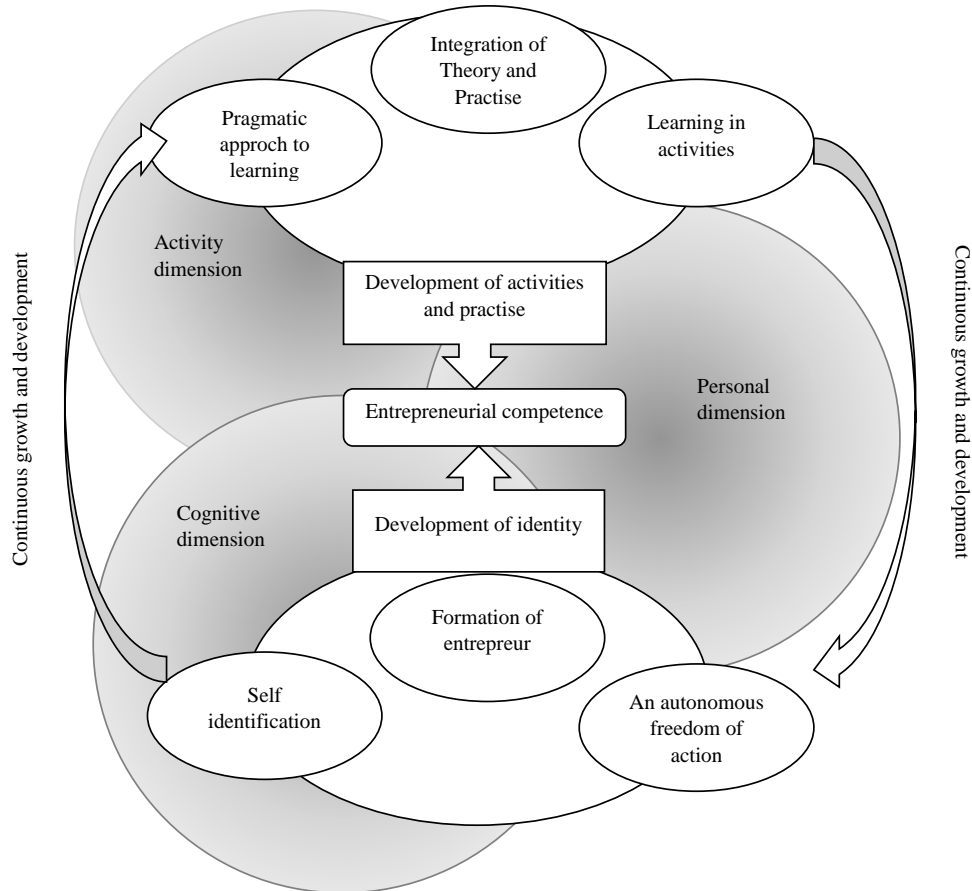 Integration of
Theory and
Practise
Pragmatic
approch to
learning
Learning in
activities
Activity
dimension
Development of activities
and practise
Continuous growth and development
Continuous growth and development
Personal
dimension
Entrepreneurial competence
Cognitive
dimension
Development of identity
Formation of
entrepreur
Self
identification
An autonomous
freedom of
action